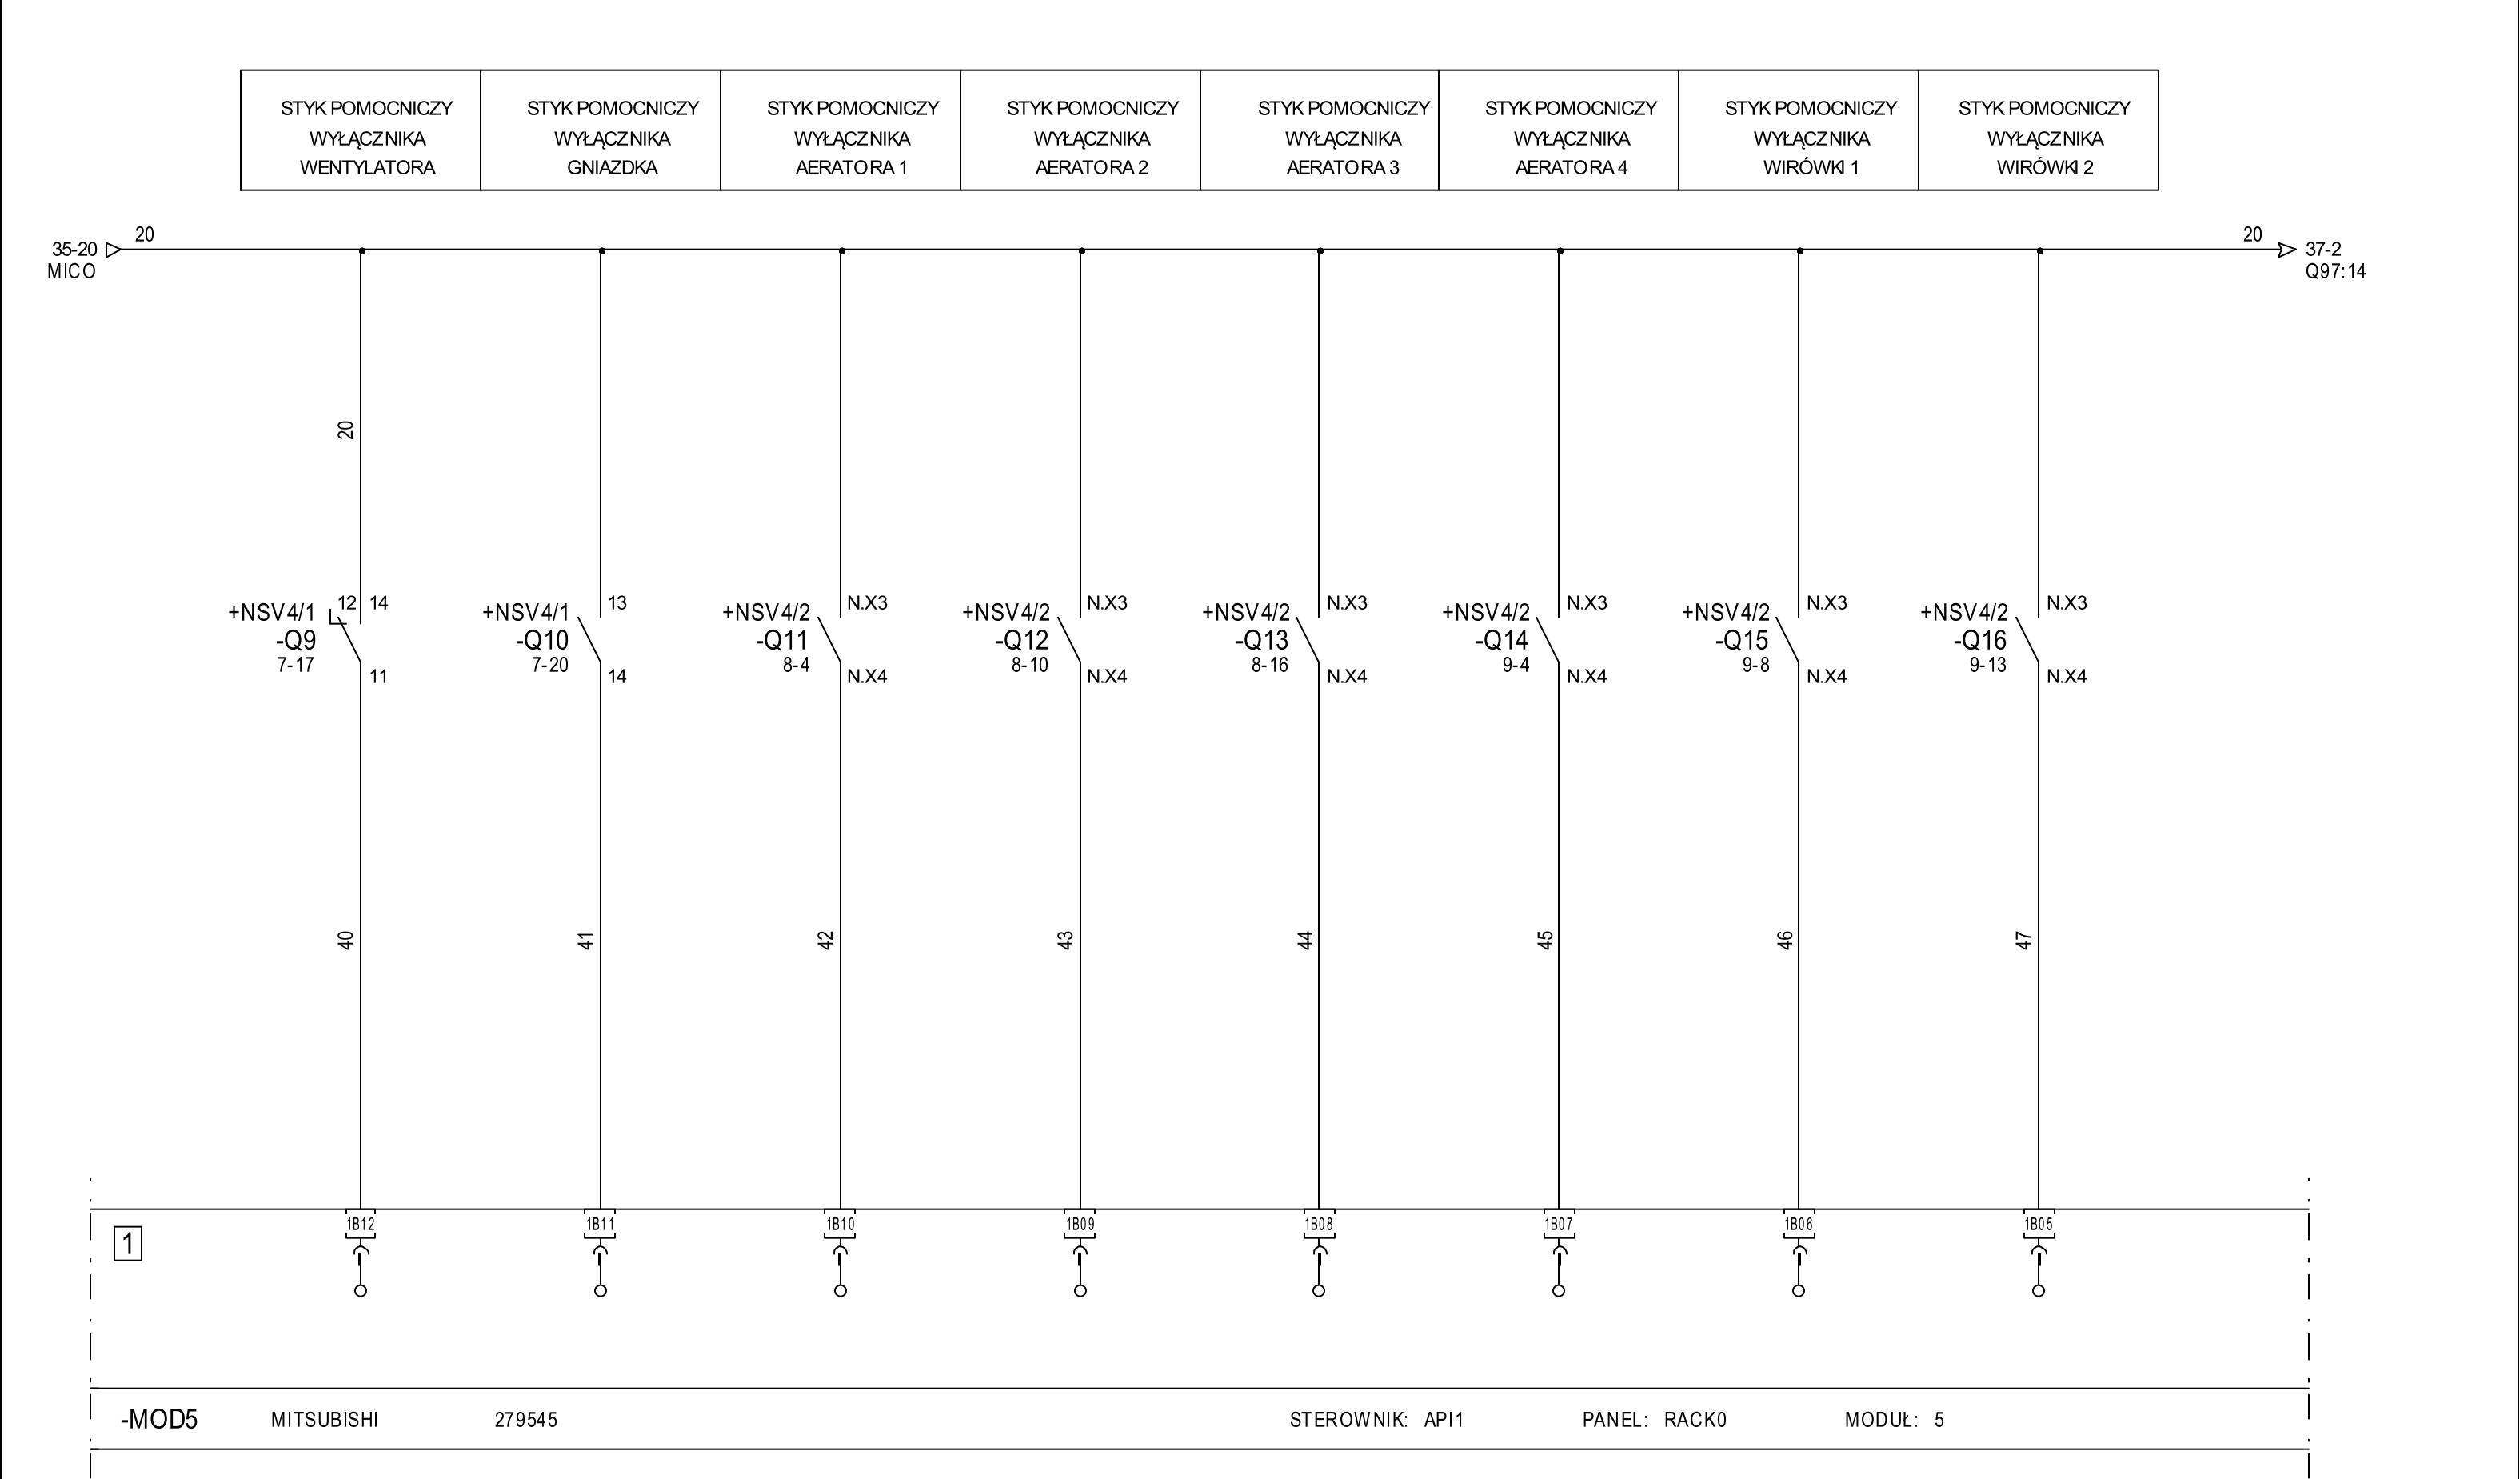 STYK POMOCNICZY
WYŁĄCZNIKA
WENTYLATORA
STYK POMOCNICZY
WYŁĄCZNIKA
GNIAZDKA
STYK POMOCNICZY
WYŁĄCZNIKA
AERATORA 1
STYK POMOCNICZY
WYŁĄCZNIKA
AERATORA 2
STYK POMOCNICZY
WYŁĄCZNIKA
AERATORA 3
STYK POMOCNICZY
WYŁĄCZNIKA
AERATORA 4
STYK POMOCNICZY
WYŁĄCZNIKA
WIRÓWKI 1
STYK POMOCNICZY
WYŁĄCZNIKA
WIRÓWKI 2
35-20
MICO
20
20
37-2
Q97:14
20
+NSV4/1
-Q9
7-17
12
14
11
+NSV4/1
-Q10
7-20
13
14
+NSV4/2
-Q11
8-4
N.X3
N.X4
+NSV4/2
-Q12
8-10
N.X3
N.X4
+NSV4/2
-Q13
8-16
N.X3
N.X4
+NSV4/2
-Q14
9-4
N.X3
N.X4
+NSV4/2
-Q15
9-8
N.X3
N.X4
+NSV4/2
-Q16
9-13
N.X3
N.X4
40
41
42
43
44
45
46
47
1
1B12
1B11
1B10
1B09
1B08
1B07
1B06
1B05
-MOD5
MITSUBISHI
279545
STEROWNIK: API1
PANEL: RACK0
MODUŁ: 5